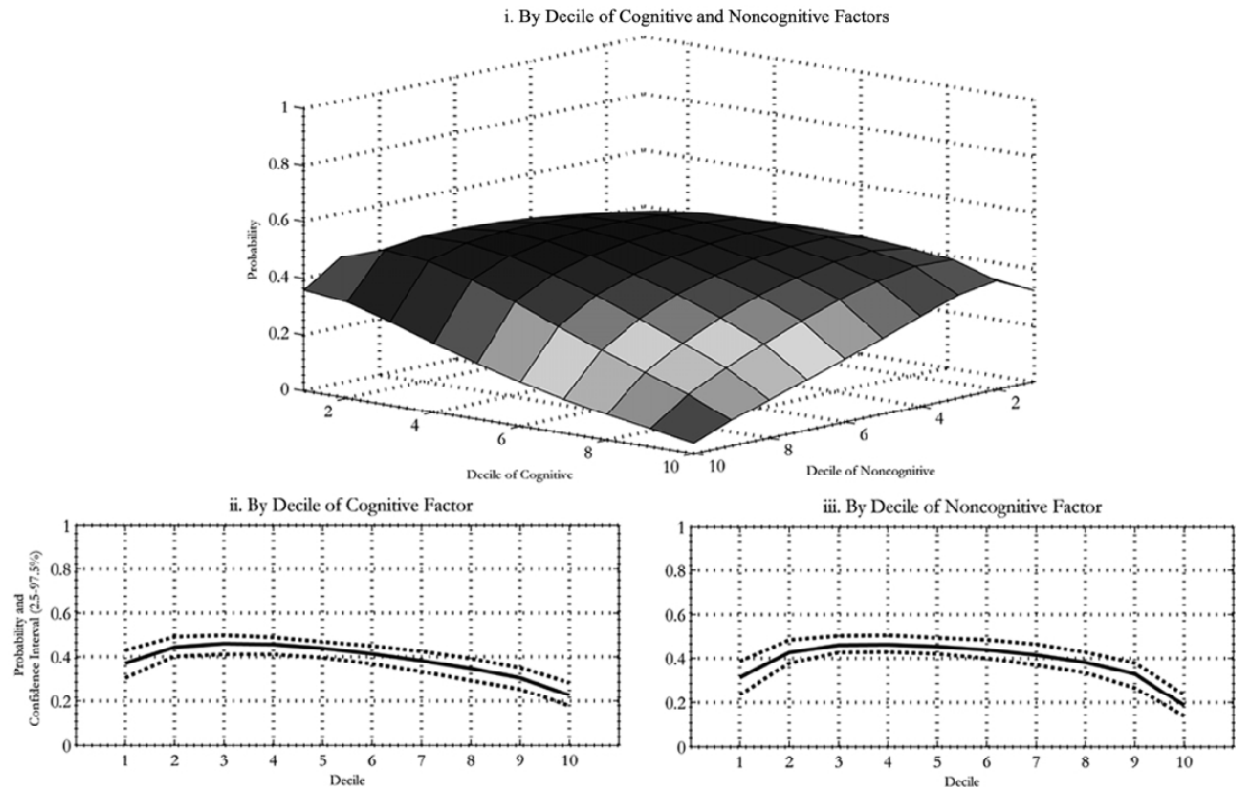 i. By Decile of Cognitive and Noncognitive Factors
1
0.8
0.6
0.4
0.2
0
Probability
2
4
6
8
10
10
8
6
4
2
Decile of Cognitive
Decile of Noncognitive
ii. By Decile of Cognitive Factor
Probability and
Confidence Interval (2.5-97.5%)
1
0.8
0.6
0.4
0.2
0
1 2 3 4 5 6 7 8 9 10
Decile
iii. By Decile of Noncognitive Factor
1
0.8
0.6
0.4
0.2
0
1 2 3 4 5 6 7 8 9 10
Decile